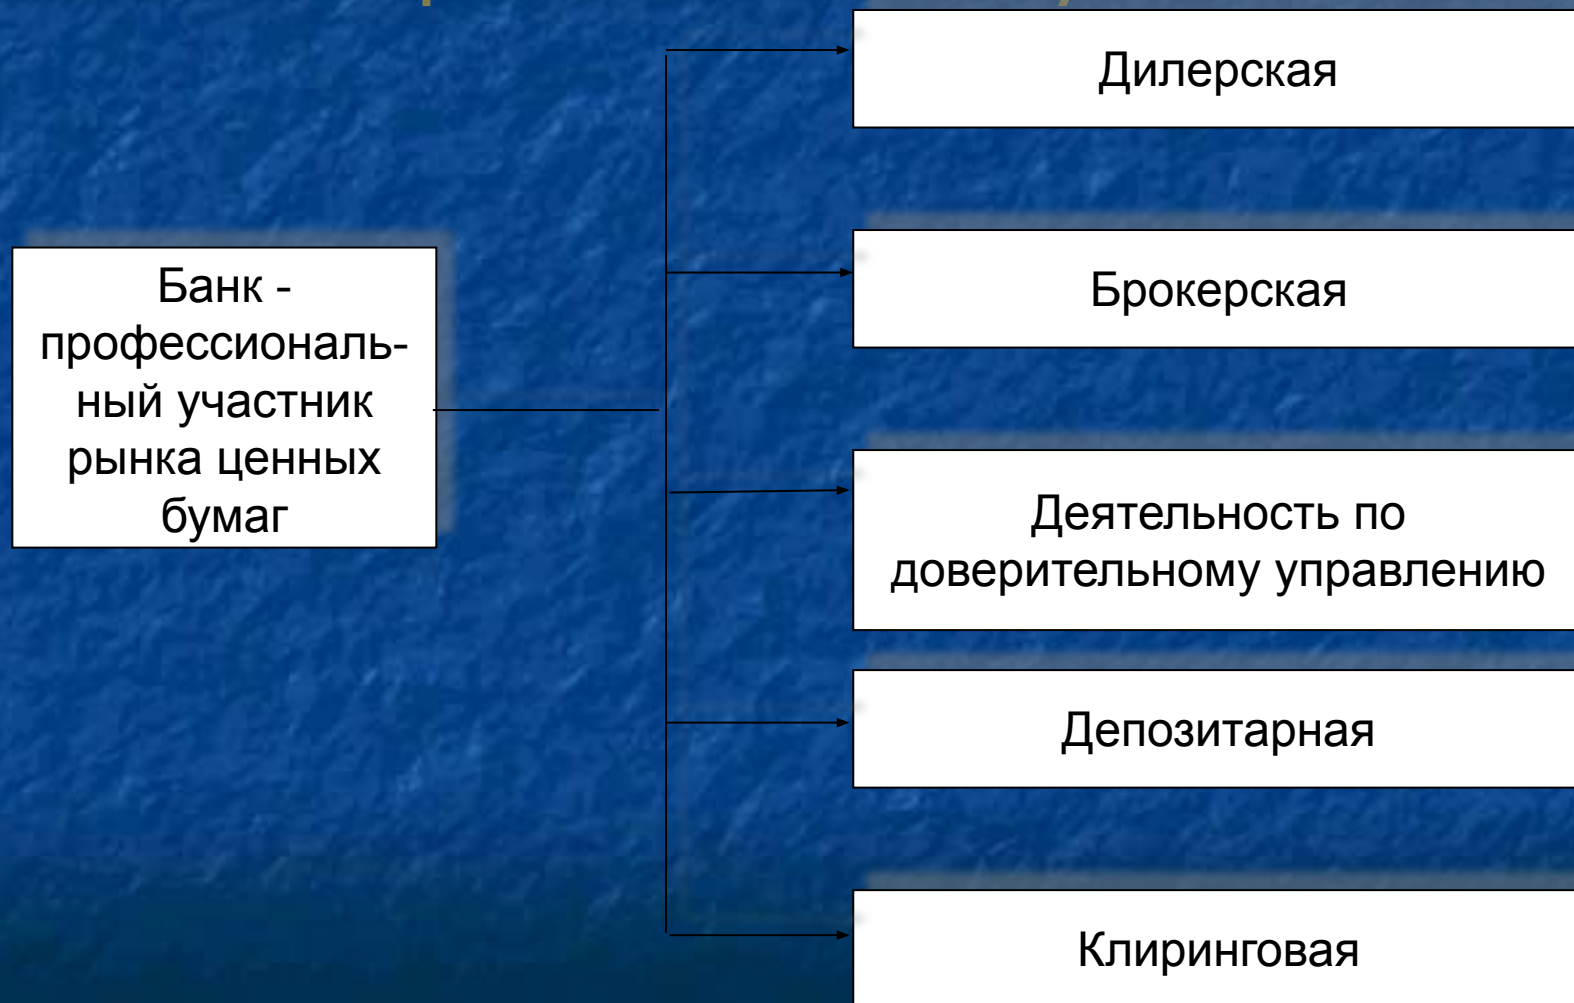 Дилерская
Брокерская
Банк -
профессиональ-
ный участник
рынка ценных
бумаг
Деятельность по
доверительному управлению
Депозитарная
Клиринговая